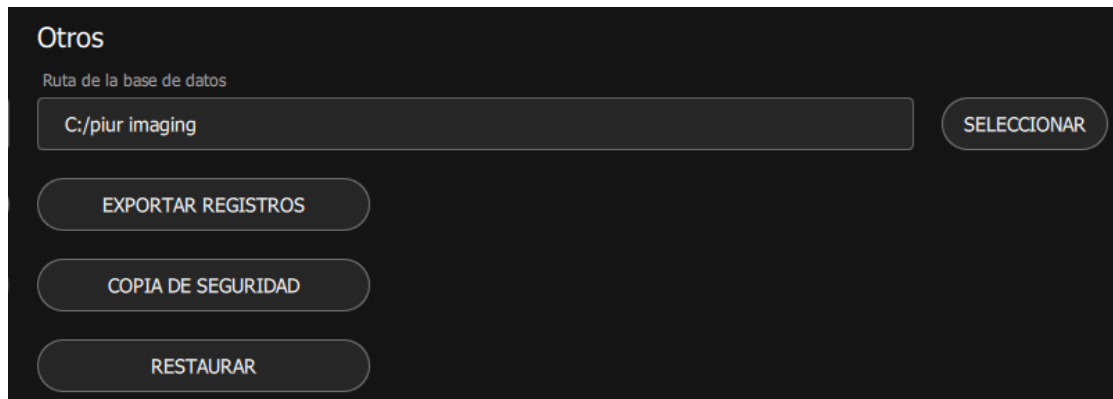 Otros
Ruta de la base de datos
C:/piur imaging
SELECCIONAR
EXPORTAR REGISTROS
COPIA DE SEGURIDAD
RESTAURAR